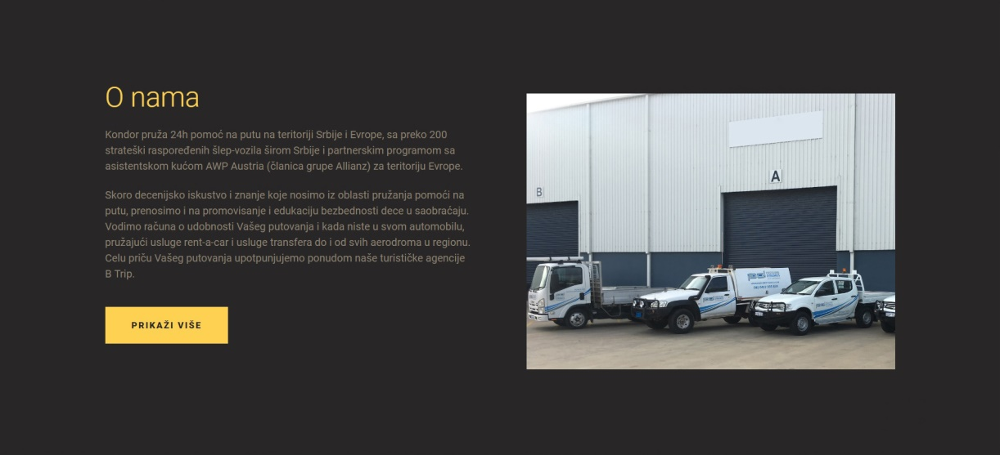 O nama
Kondor pruža 24h pomoć na putu na teritoriji Srbije i Evrope, sa preko 200
strateški raspoređenih šlep-vozila širom Srbije i partnerskim programom sa
asistentskom kućom AWP Austria (članica grupe Allianz) za teritoriju Evrope.
Skoro decenijsko iskustvo i znanje koje nosimo iz oblasti pružanja pomoći na
putu, prenosimo i na promovisanje i edukaciju bezbednosti dece u saobraćaju.
Vodimo računa o udobnosti Vašeg putovanja i kada niste u svom automobilu,
pružajući usluge rent-a-car i usluge transfera do i od svih aerodroma u regionu.
Celu priču Vašeg putovanja upotpunjujemo ponudom naše turističke agencije
B Trip.
PRIKAŽI VIŠE
B
A